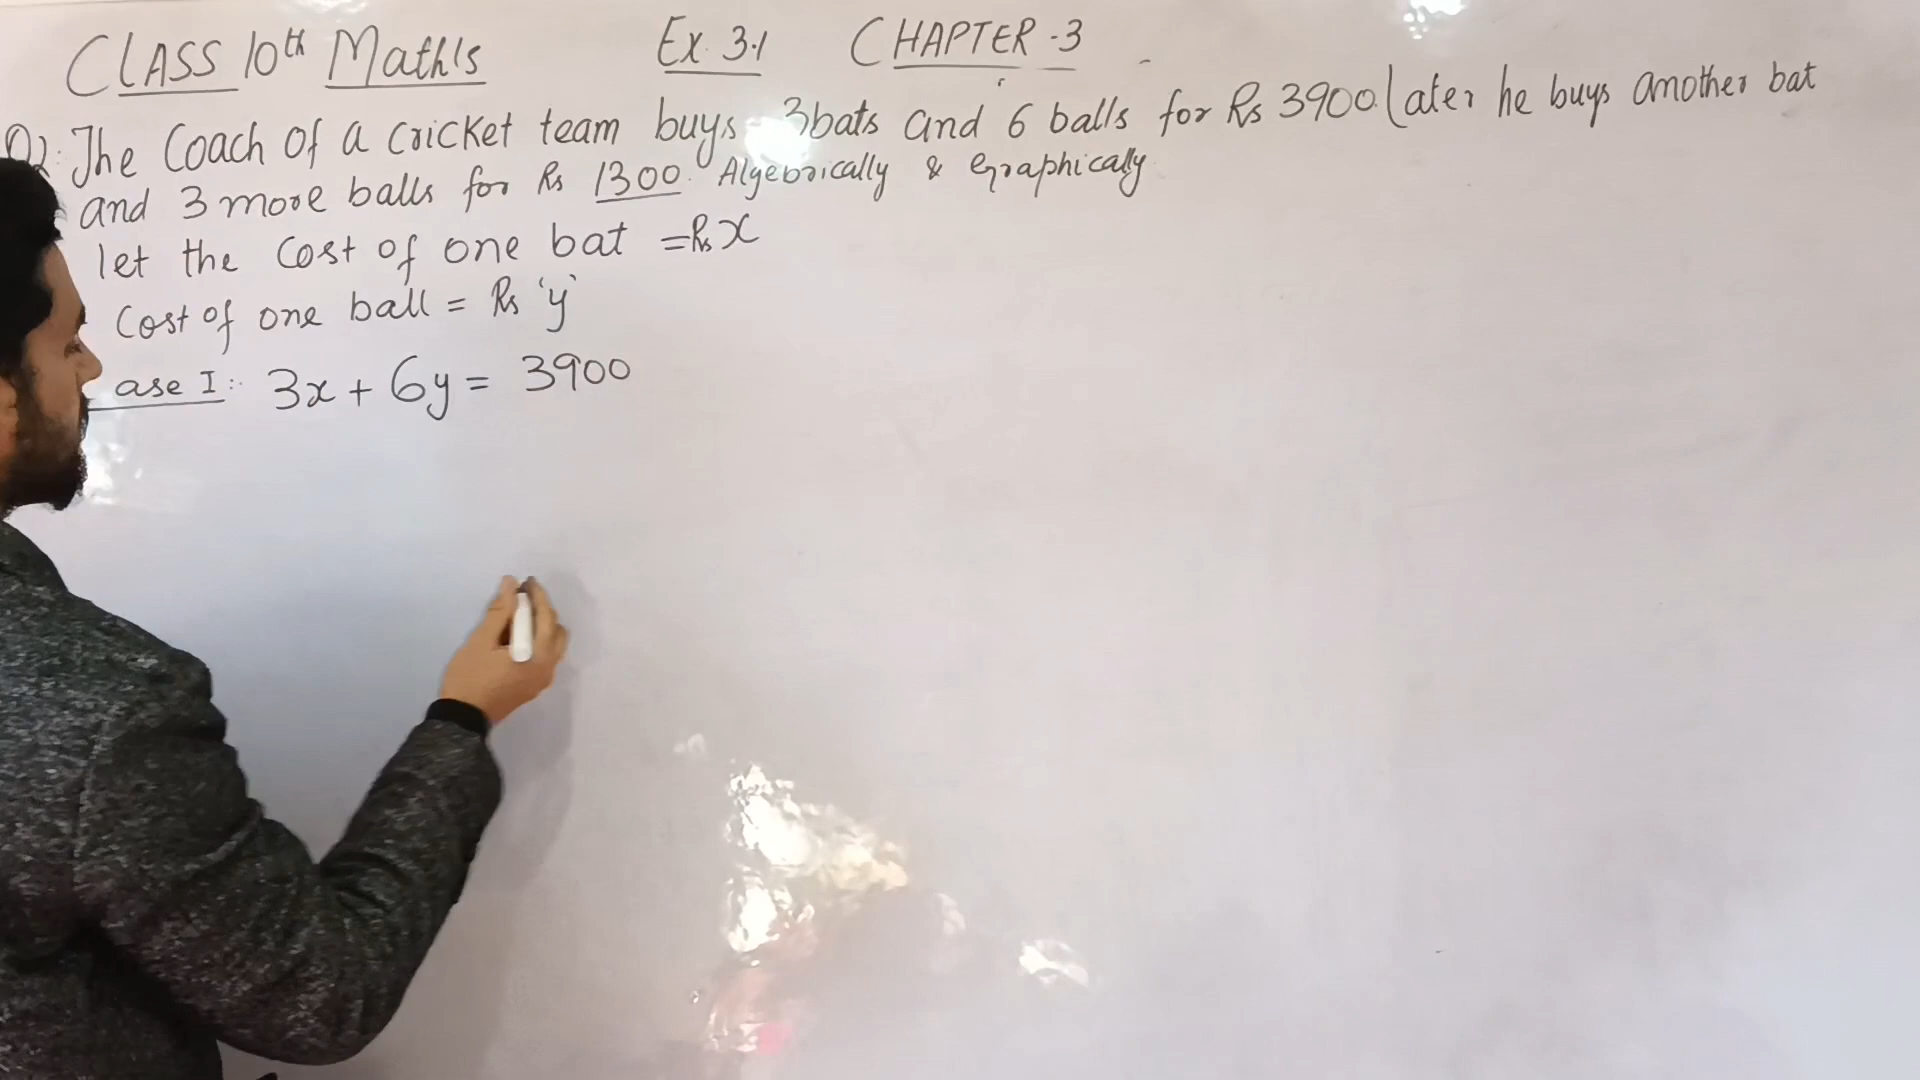 CLASS 10th Math's Ex. 3.1 CHAPTER-3
Q2: The Coach of a cricket team buys 3bats and 6 balls for Rs 3900. Later he buys another bat
and 3 more balls for Rs 1300. Algebrically & Graphically
let the Cost of one bat = Rs x
Cost of one ball = Rs 'y'
ase I:- 3x + 6y = 3900